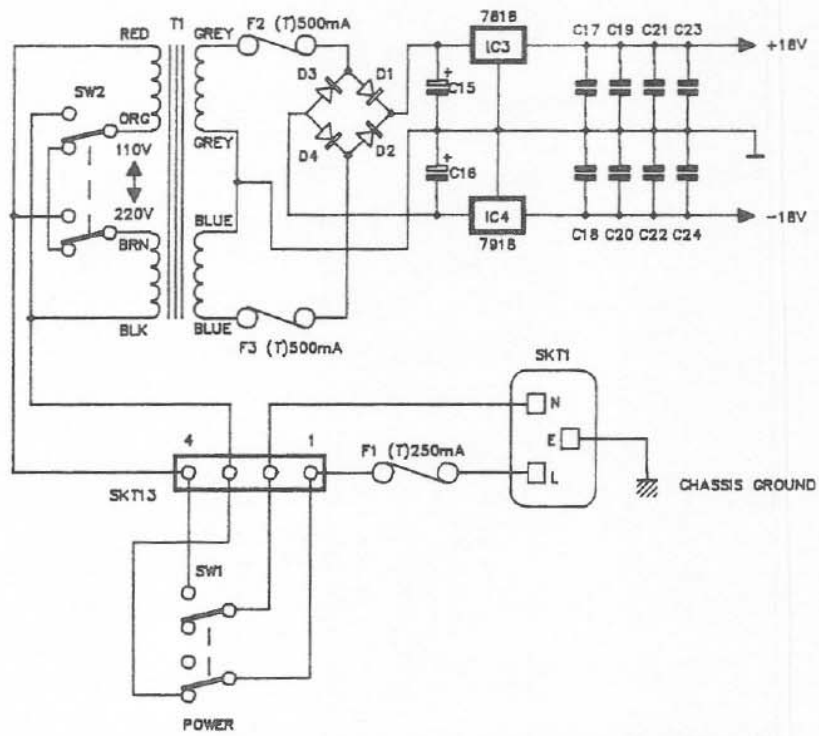 RED
T1
GREY
F2 (T)500mA
7818
IC3
C17 C19 C21 C23
+18V
SW2
D3
D1
+
C15
ORG
GREY
110V
D4
D2
+
C16
220V
BLUE
IC4
-18V
BRN
7918
C18 C20 C22 C24
BLK
BLUE
F3 (T)500mA
SKT1
N
4
1
F1 (T)250mA
E
L
SKT13
CHASSIS GROUND
SW1
POWER